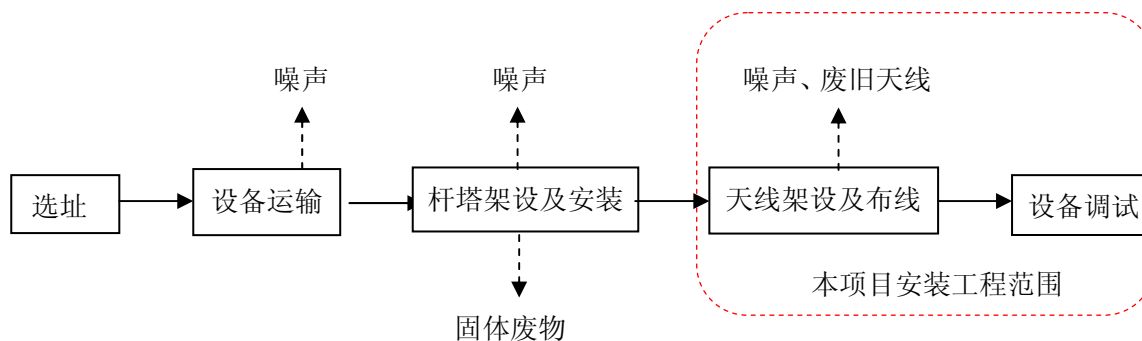 噪声
噪声
噪声、废旧天线
选址
设备运输
杆塔架设及安装
天线架设及布线
设备调试
本项目安装工程范围
固体废物